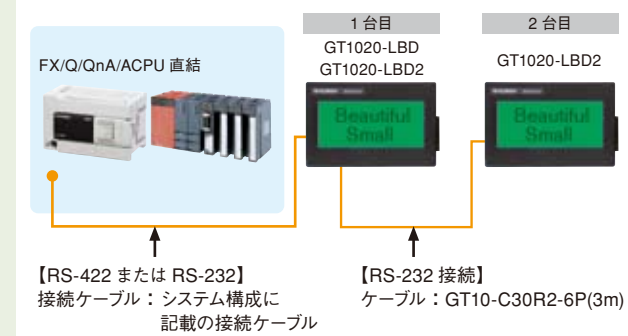 1 台目
2 台目
GT1020-LBD
GT1020-LBD2
GT1020-LBD2
FX/Q/QnA/ACPU 直結
Beautiful
Small
Beautiful
Small
【RS-422 または RS-232】
接続ケーブル：システム構成に
記載の接続ケーブル
【RS-232 接続】
ケーブル：GT10-C30R2-6P(3m)